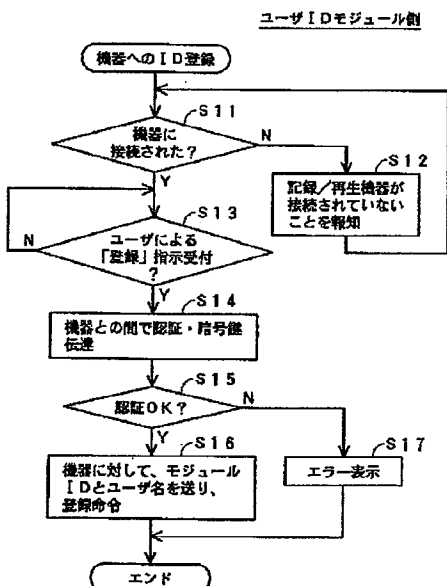 ユーザIDモジュール側
機器へのID登録
S11
機器に
接続された?
N
Y
S12
記録/再生機器が
接続されていない
ことを報知
S13
N
ユーザによる
「登録」指示受付
?
Y
S14
機器との間で認証・暗号鍵
伝達
S15
認証OK?
N
Y
S16
機器に対して、モジュール
IDとユーザ名を送り、
登録命令
S17
エラー表示
エンド